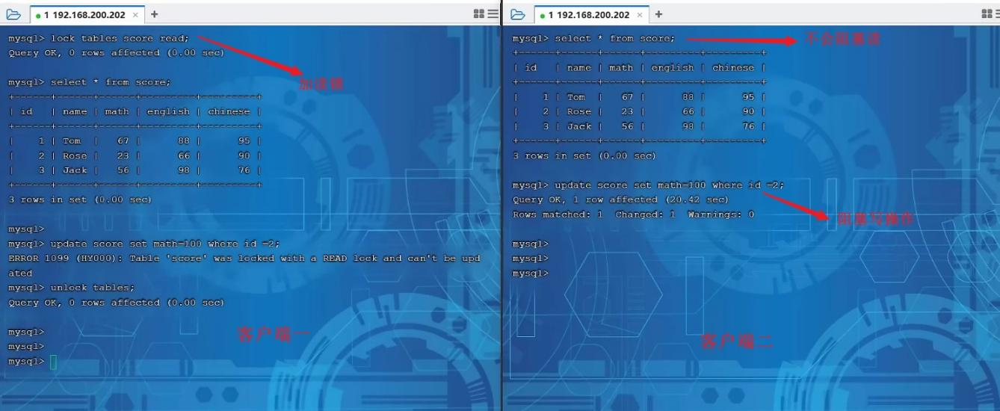 1 192.168.200.202 × +
mysql> lock tables score read;
Query OK, 0 rows affected (0.00 sec)
加读锁
mysql> select * from score;
+------+------+------+---------+---------+
| id   | name | math | english | chinese |
+------+------+------+---------+---------+
|    1 | Tom  |   67 |      88 |      95 |
|    2 | Rose |   23 |      66 |      90 |
|    3 | Jack |   56 |      98 |      76 |
+------+------+------+---------+---------+
3 rows in set (0.00 sec)
mysql>
mysql> update score set math=100 where id =2;
ERROR 1099 (HY000): Table 'score' was locked with a READ lock and can't be upd
ated
mysql> unlock tables;
Query OK, 0 rows affected (0.00 sec)
mysql>
mysql>
mysql>
客户端一
1 192.168.200.202 × +
mysql> select * from score;
不会阻塞读
+------+------+------+---------+---------+
| id   | name | math | english | chinese |
+------+------+------+---------+---------+
|    1 | Tom  |   67 |      88 |      95 |
|    2 | Rose |   23 |      66 |      90 |
|    3 | Jack |   56 |      98 |      76 |
+------+------+------+---------+---------+
3 rows in set (0.00 sec)
mysql> update score set math=100 where id =2;
Query OK, 1 row affected (20.42 sec)
Rows matched: 1  Changed: 1  Warnings: 0
阻塞写操作
mysql>
mysql>
mysql>
客户端二